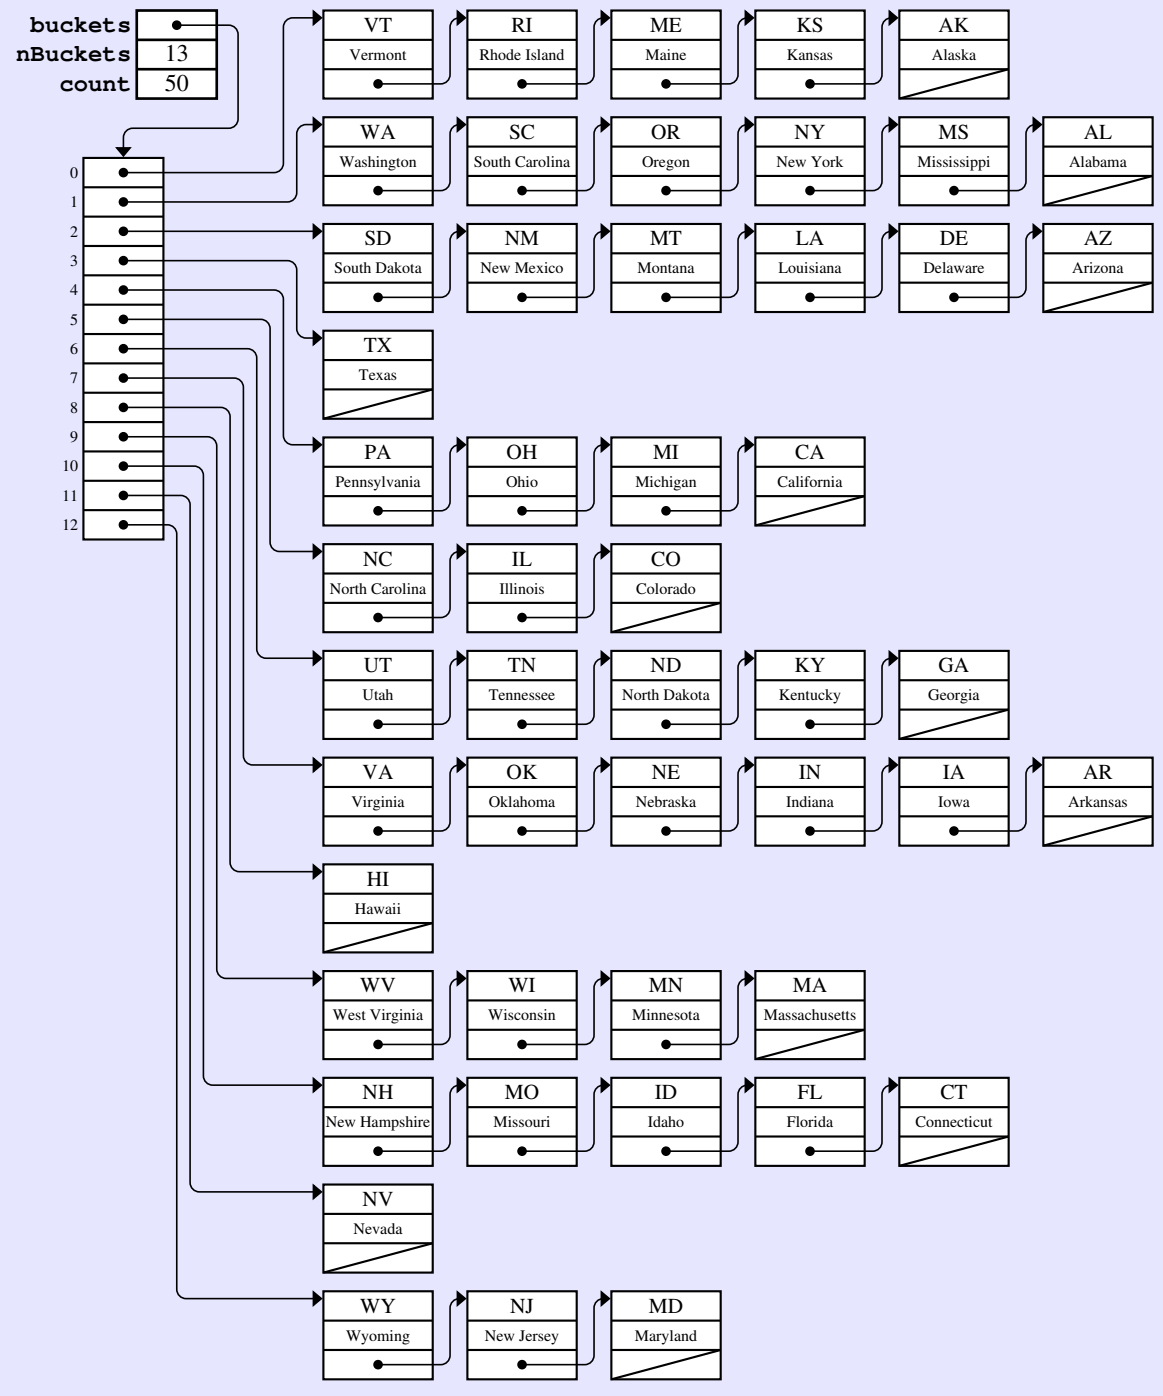 buckets
nBuckets 13
count 50
VT RI ME KS AK
Vermont Rhode Island Maine Kansas Alaska
WA SC OR NY MS AL
Washington South Carolina Oregon New York Mississippi Alabama
0
1
2
SD NM MT LA DE AZ
South Dakota New Mexico Montana Louisiana Delaware Arizona
3
4
5
TX
6
Texas
7
8
9
PA OH MI CA
10
Pennsylvania Ohio Michigan California
11
12
NC IL CO
North Carolina Illinois Colorado
UT TN ND KY GA
Utah Tennessee North Dakota Kentucky Georgia
VA OK NE IN IA AR
Virginia Oklahoma Nebraska Indiana Iowa Arkansas
HI
Hawaii
WV WI MN MA
West Virginia Wisconsin Minnesota Massachusetts
NH MO ID FL CT
New Hampshire Missouri Idaho Florida Connecticut
NV
Nevada
WY NJ MD
Wyoming New Jersey Maryland